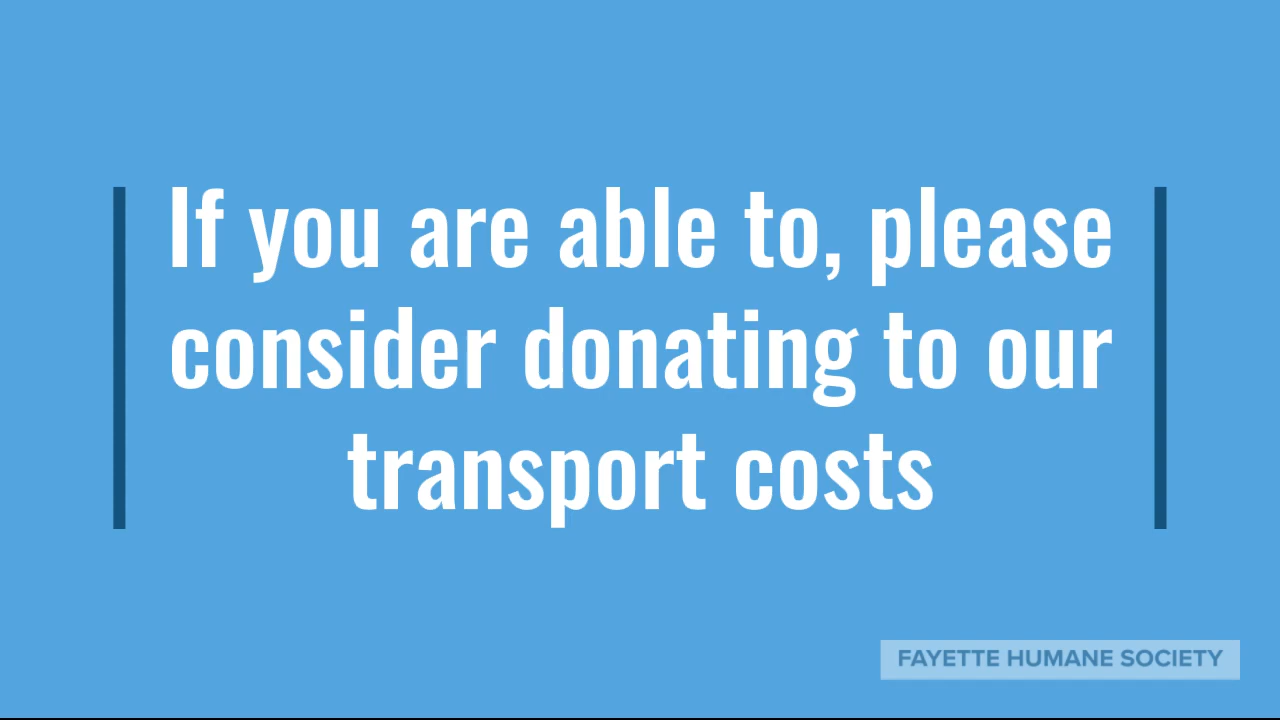 If you are able to, please
consider donating to our
transport costs
FAYETTE HUMANE SOCIETY